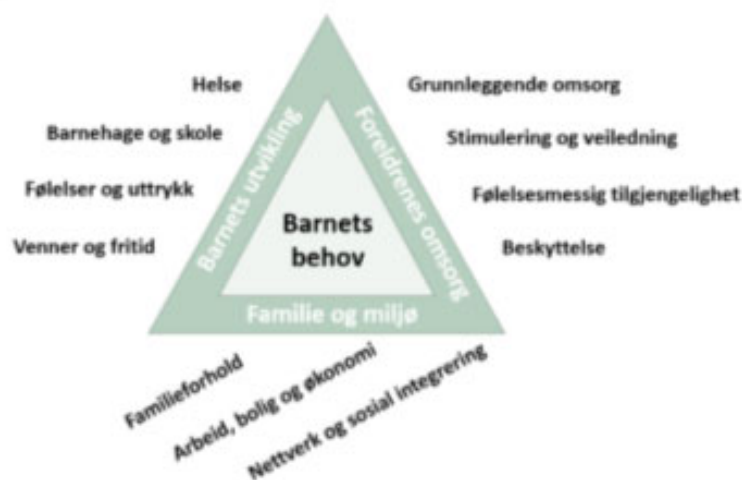 Helse
Barnehage og skole
Følelser og uttrykk
Venner og fritid
Barnets utvikling
Barnets
behov
Foreldrenes omsorg
Grunnleggende omsorg
Stimulering og veiledning
Følelsesmessig tilgjengelighet
Beskyttelse
Familie og miljø
Familieforhold
Arbeid, bolig og økonomi
Nettverk og sosial integrering